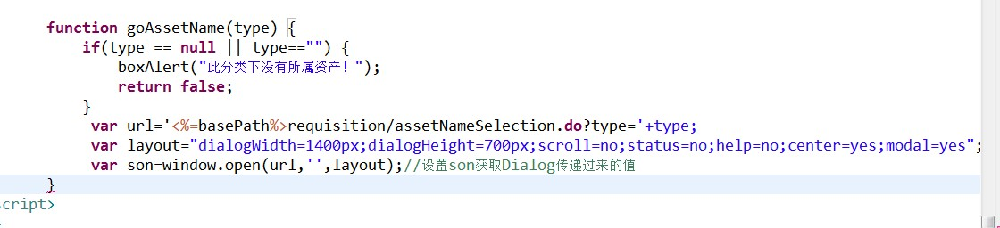 function goAssetName(type) {
if(type == null || type=="") {
boxAlert("此分类下没有所属资产!");
return false;
}
var url='<%=basePath%>requisition/assetNameSelection.do?type='+type;
var layout="dialogWidth=1400px;dialogHeight=700px;scroll=no;status=no;help=no;center=yes;modal=yes";
var son=window.open(url,'',layout);//设置son获取Dialog传递过来的值
}
script>